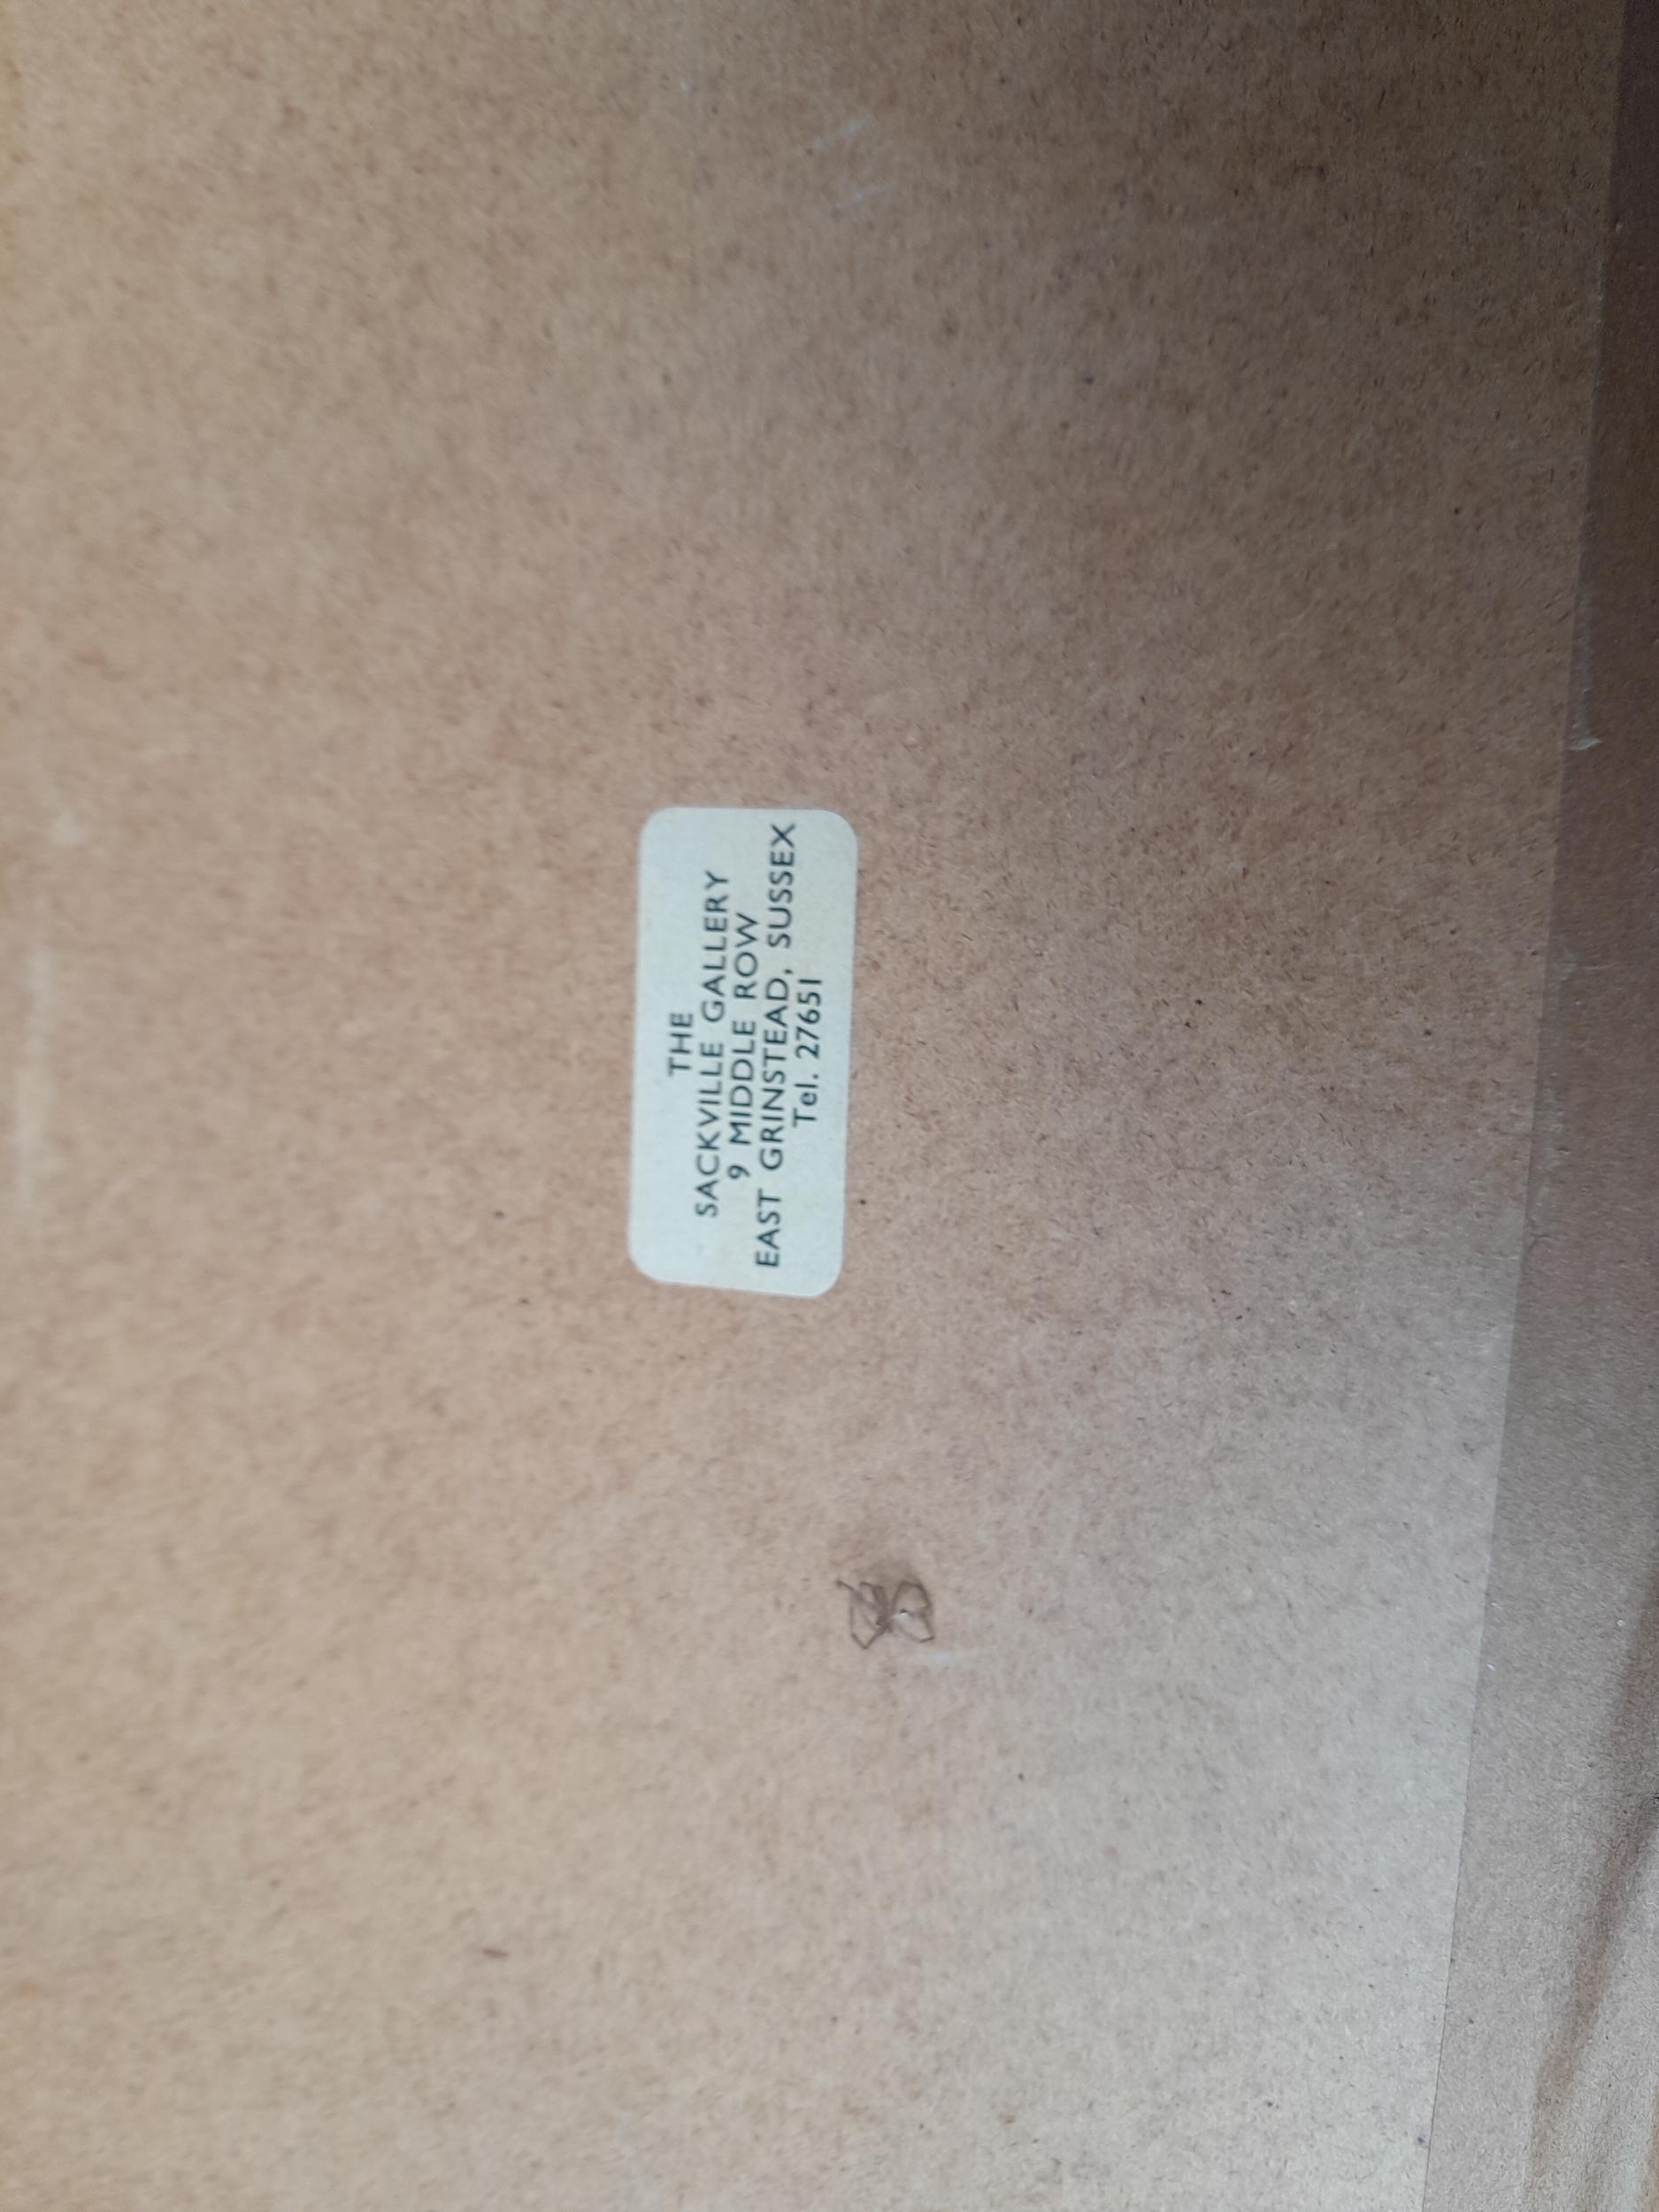 THE
SACKVILLE GALLERY
9 MIDDLE ROW
EAST GRINSTEAD, SUSSEX
Tel. 27651